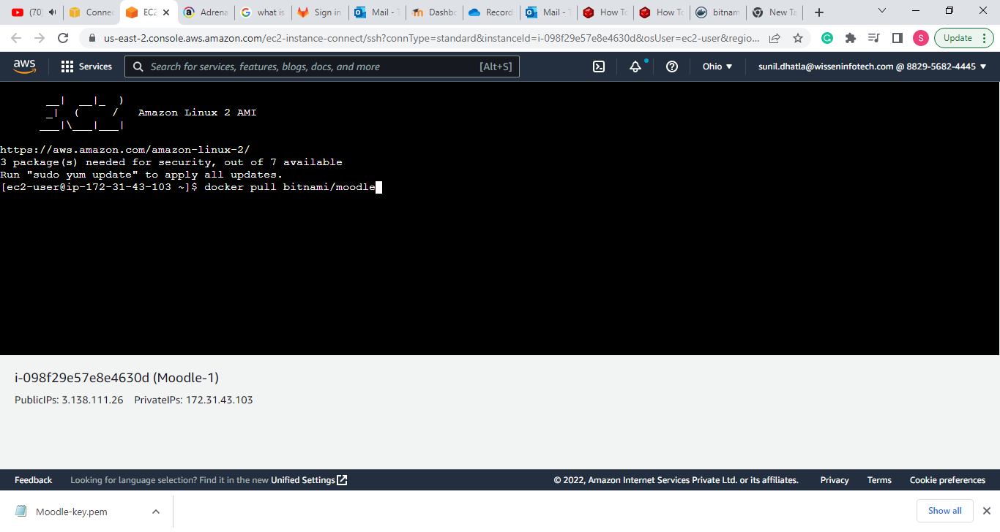 (70)
Connec
EC2
Adrena
what is
Sign in
Mail - T
Dashbo
Record
Mail - T
How To
How To
bitnam
New Ta
us-east-2.console.aws.amazon.com/ec2-instance-connect/ssh?connType=standard&instanceId=i-098f29e57e8e4630d&osUser=ec2-user&regio...
S
Update
aws
Services
Search for services, features, blogs, docs, and more
[Alt+S]
Ohio
sunil.dhatla@wisseninfotech.com @ 8829-5682-4445
Amazon Linux 2 AMI
https://aws.amazon.com/amazon-linux-2/
3 package(s) needed for security, out of 7 available
Run "sudo yum update" to apply all updates.
[ec2-user@ip-172-31-43-103 ~]$ docker pull bitnami/moodle
i-098f29e57e8e4630d (Moodle-1)
PublicIPs: 3.138.111.26 PrivateIPs: 172.31.43.103
Feedback
Looking for language selection? Find it in the new Unified Settings
© 2022, Amazon Internet Services Private Ltd. or its affiliates.
Privacy
Terms
Cookie preferences
Moodle-key.pem
Show all